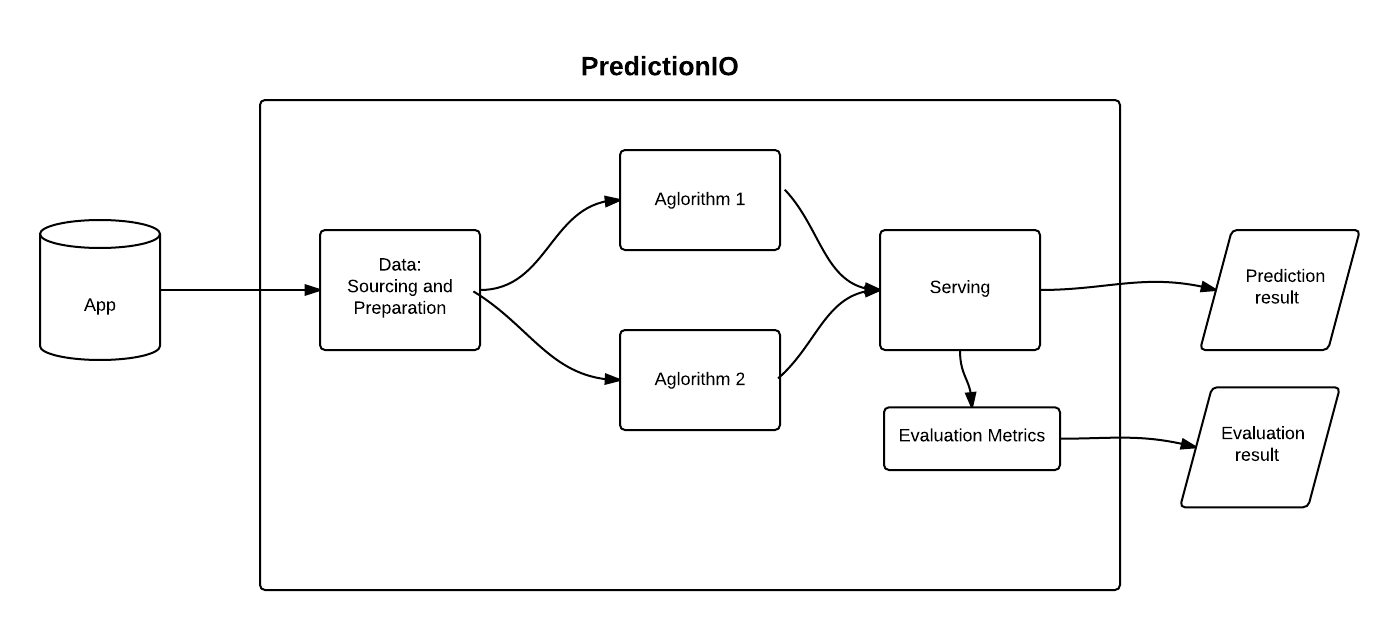 PredictionIO
App
Data:
Sourcing and
Preparation
Aglorithm 1
Aglorithm 2
Serving
Evaluation Metrics
Prediction
result
Evaluation
result